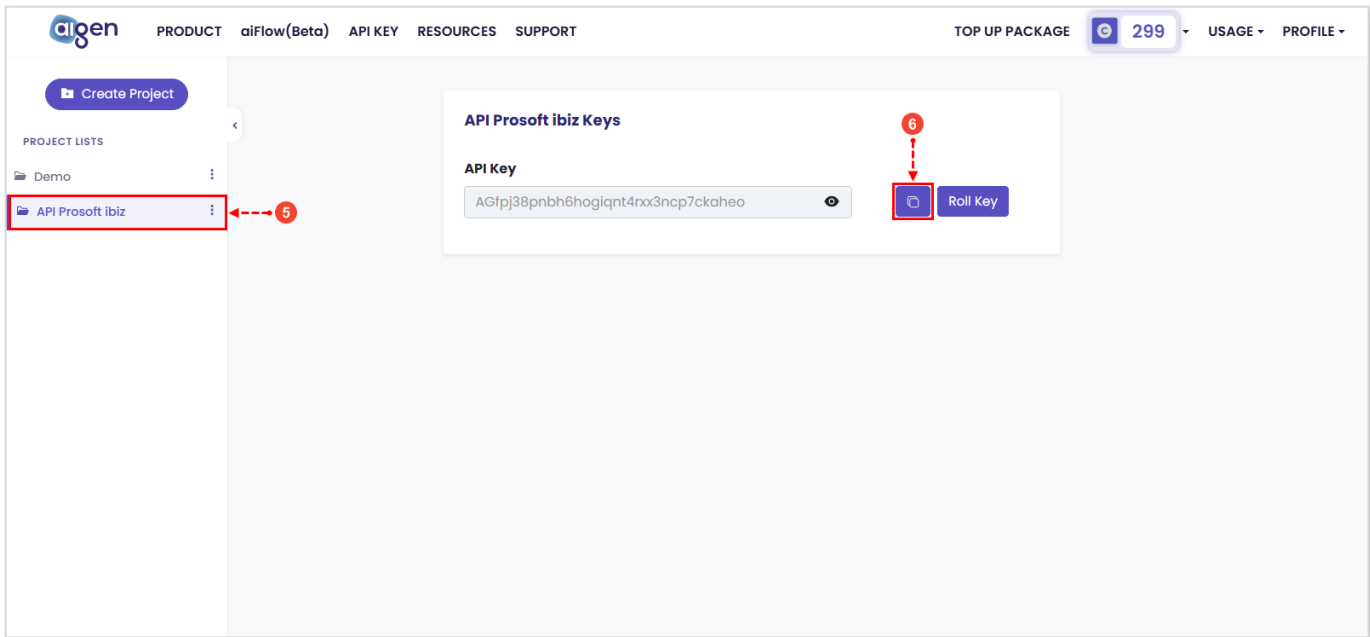 aigen PRODUCT aiFlow(Beta) API KEY RESOURCES SUPPORT TOP UP PACKAGE C 299 USAGE PROFILE
Create Project
PROJECT LISTS
Demo
API Prosoft ibiz
5
API Prosoft ibiz Keys
6
API Key
AGfpj38pnbh6hogiqnt4rxx3ncp7ckaheo
Roll Key